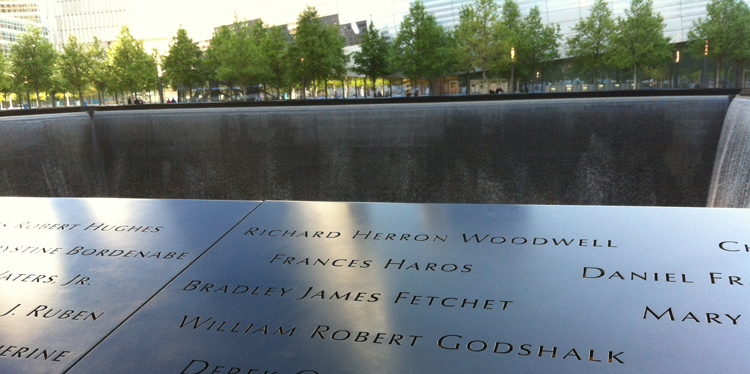 ROBERT HUGHES
BORDENABE
WATERS, JR.
J. RUBEN
RICHARD HERRON WOODWELL
FRANCES HAROS
DANIEL
BRADLEY JAMES FETCHET
MARY
WILLIAM ROBERT GODSHALK
DEREK